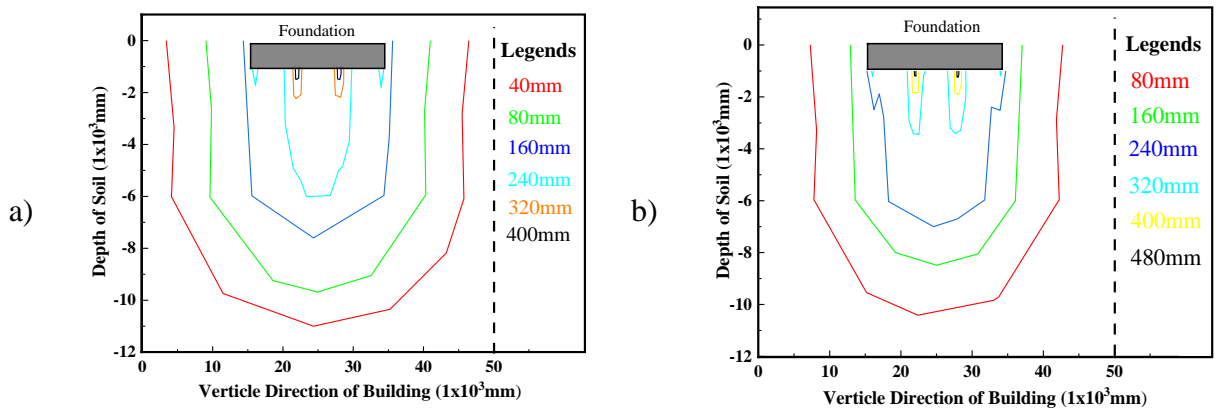 a)
Foundation
Legends
40mm
80mm
160mm
240mm
320mm
400mm
0
-2
-4
-6
-8
-10
-12
Depth of Soil (1x10³mm)
0 10 20 30 40 50
Verticle Direction of Building (1x10³mm)
b)
Foundation
Legends
80mm
160mm
240mm
320mm
400mm
480mm
0
-2
-4
-6
-8
-10
-12
Depth of Soil (1x10³mm)
0 10 20 30 40 50
Verticle Direction of Building (1x10³mm)